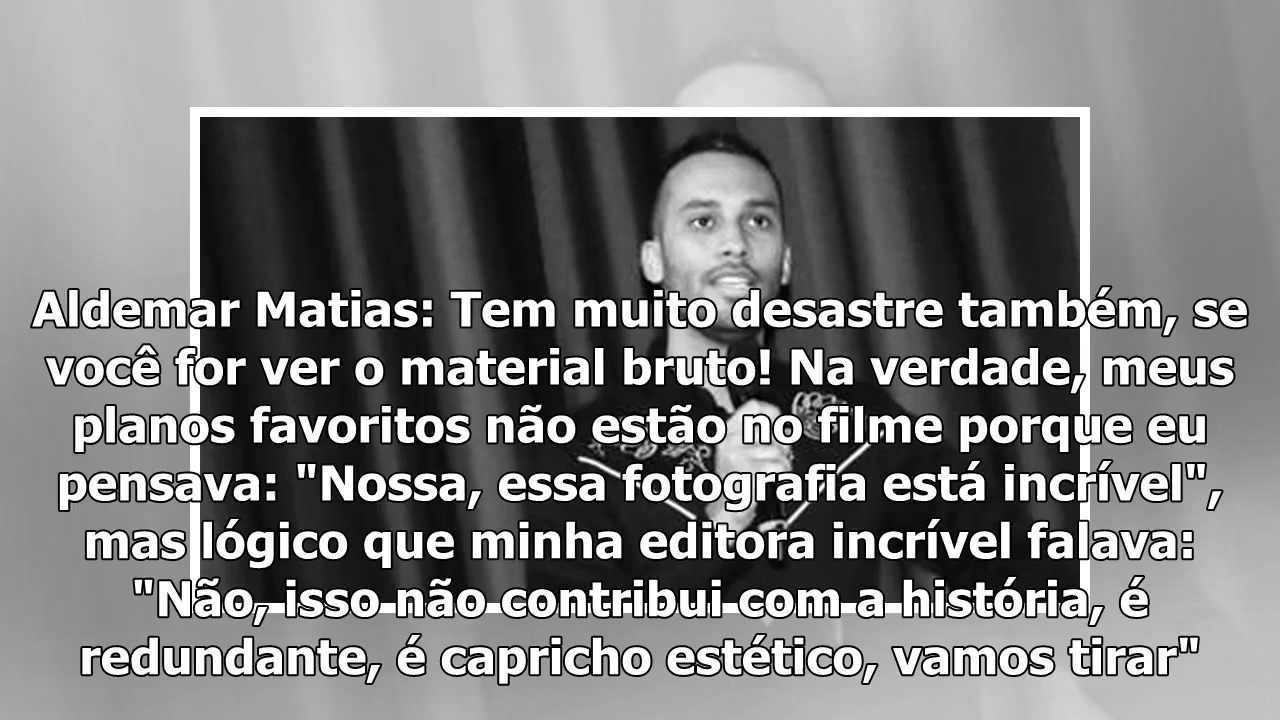 Aldemar Matias: Tem muito desastre também, se
você for ver o material bruto! Na verdade, meus
planos favoritos não estão no filme porque eu
pensava: "Nossa, essa fotografia está incrível",
mas lógico que minha editora incrível falava:
"Não, isso não contribui com a história, é
redundante, é capricho estético, vamos tirar"